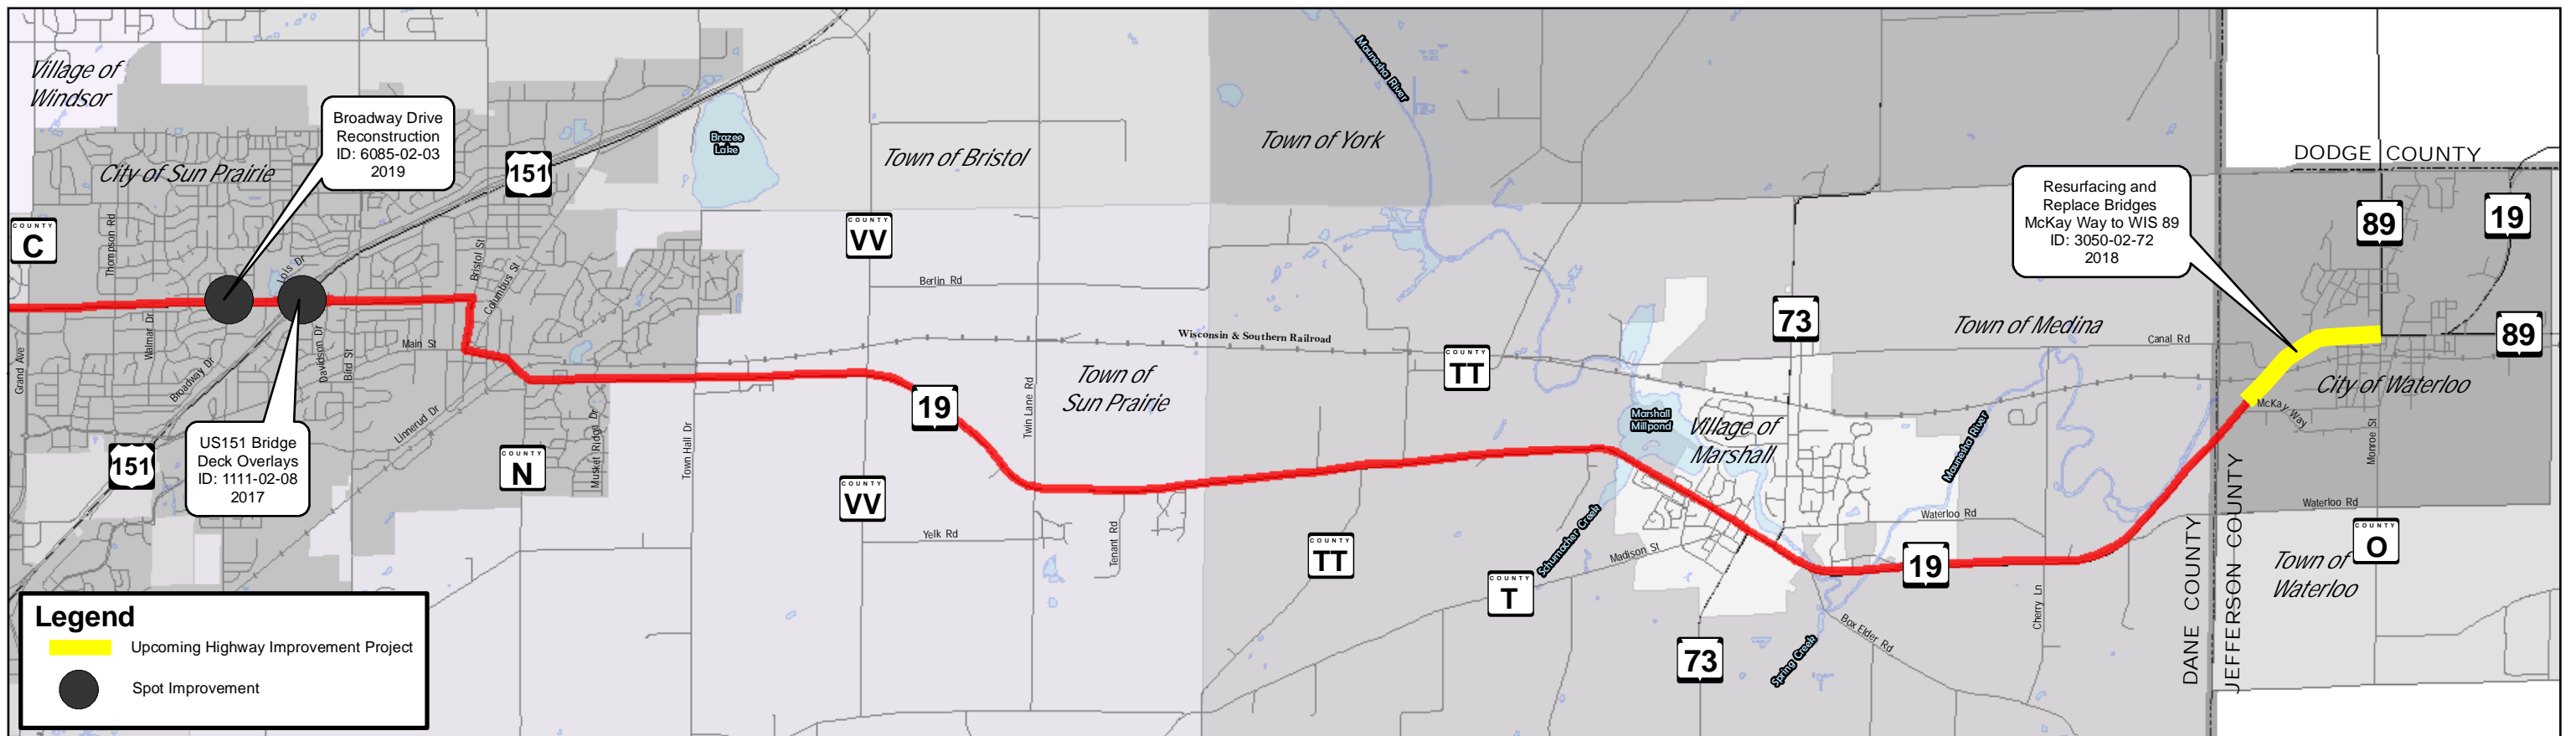 Village of
Windsor
City of Sun Prairie
Broadway Drive
Reconstruction
ID: 6085-02-03
2019
151
Brazee
Lake
Town of Bristol
Town of York
Maunesha River
DODGE COUNTY
Resurfacing and
Replace Bridges
McKay Way to WIS 89
ID: 3050-02-72
2018
89
19
COUNTY
C
Thompson Rd
Lois Dr
Bristol St
Columbus St
COUNTY
VV
Berlin Rd
73
Town of Medina
Canal Rd
89
Wisconsin & Southern Railroad
Grand Ave
Walmar Dr
Broadway Dr
Davidson Dr
Bird St
Main St
Linnerud Dr
Musket Ridge Dr
Town Hall Dr
19
Twin Lane Rd
Town of
Sun Prairie
COUNTY
TT
Marshall
Millpond
Village of
Marshall
Maunesha River
City of Waterloo
McKay Way
Monroe St
151
US151 Bridge
Deck Overlays
ID: 1111-02-08
2017
COUNTY
N
COUNTY
VV
Yelk Rd
Tenant Rd
COUNTY
TT
Schumacher Creek
Madison St
COUNTY
T
Waterloo Rd
19
Waterloo Rd
COUNTY
O
Town of
Waterloo
DANE COUNTY
JEFFERSON COUNTY
Cherry Ln
Box Elder Rd
73
Spring Creek
Legend
Upcoming Highway Improvement Project
Spot Improvement